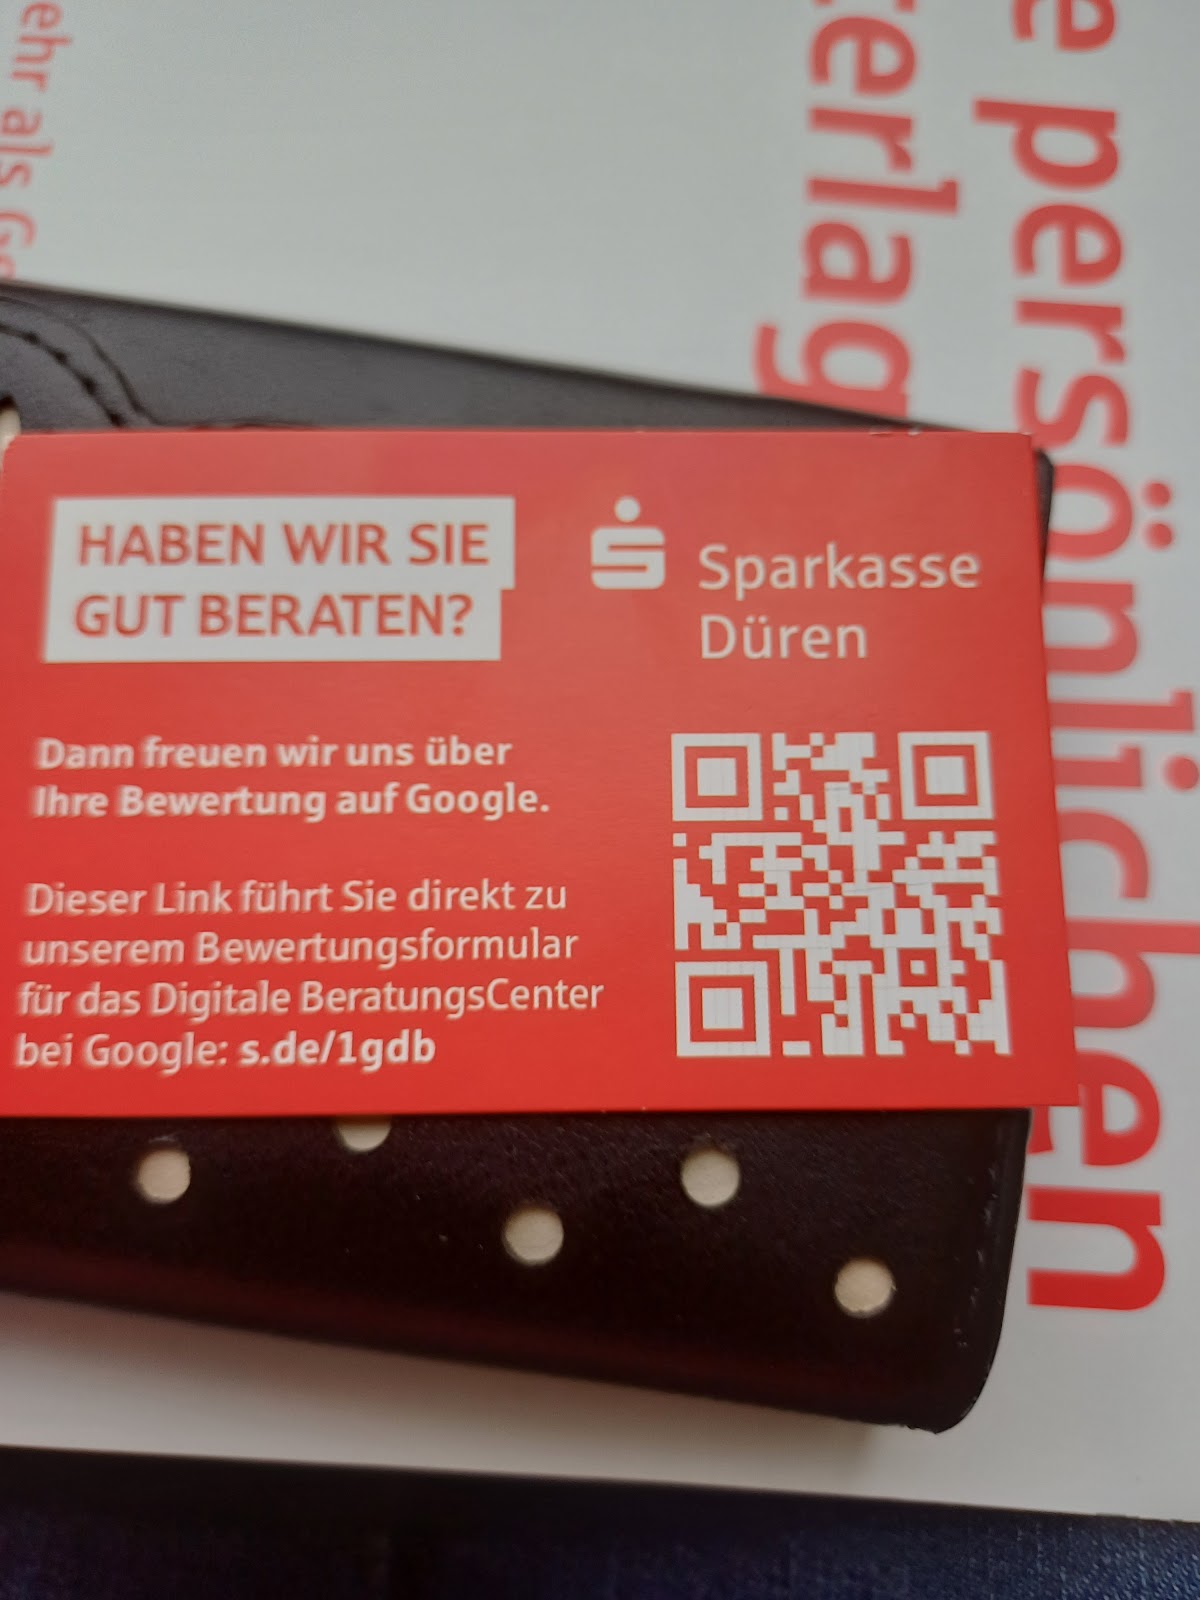 HABEN WIR SIE
GUT BERATEN?
Sparkasse
Düren
Dann freuen wir uns über
Ihre Bewertung auf Google.
Dieser Link führt Sie direkt zu
unserem Bewertungsformular
für das Digitale BeratungsCenter
bei Google: s.de/1gdb
persönlichen
als